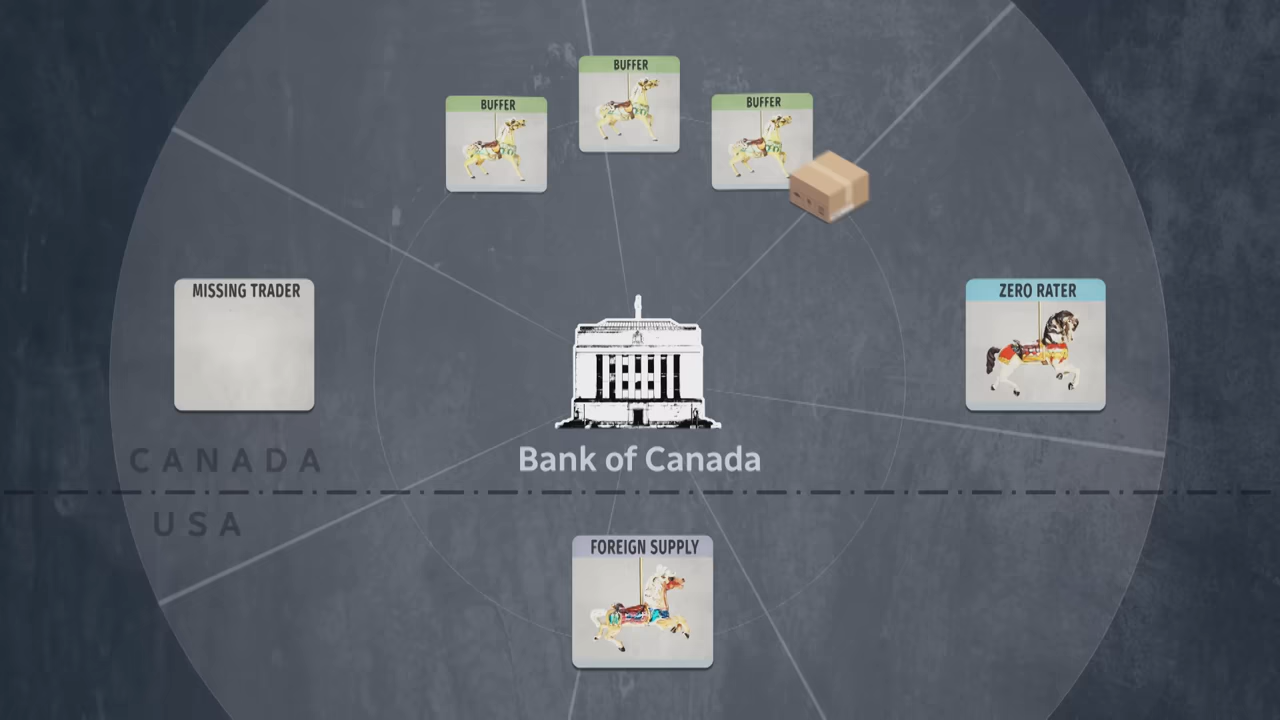 BUFFER
BUFFER
BUFFER
MISSING TRADER
ZERO RATER
Bank of Canada
CANADA
USA
FOREIGN SUPPLY